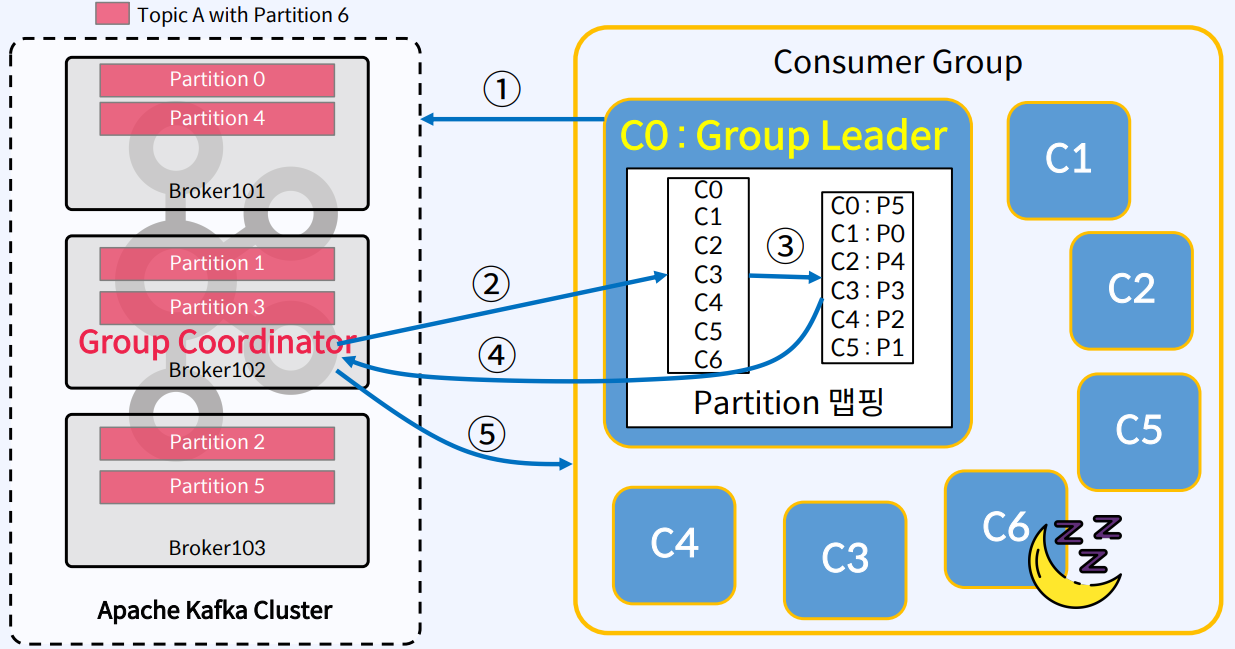 Topic A with Partition 6
Partition 0
Partition 4
Broker101
Partition 1
Partition 3
Group Coordinator
Broker102
Partition 2
Partition 5
Broker103
Apache Kafka Cluster
①
②
④
⑤
Consumer Group
C0 : Group Leader
C0
C1
C2
C3
C4
C5
C6
③
C0 : P5
C1 : P0
C2 : P4
C3 : P3
C4 : P2
C5 : P1
Partition 맵핑
C1
C2
C5
C6
C3
C4
Z Z
Z